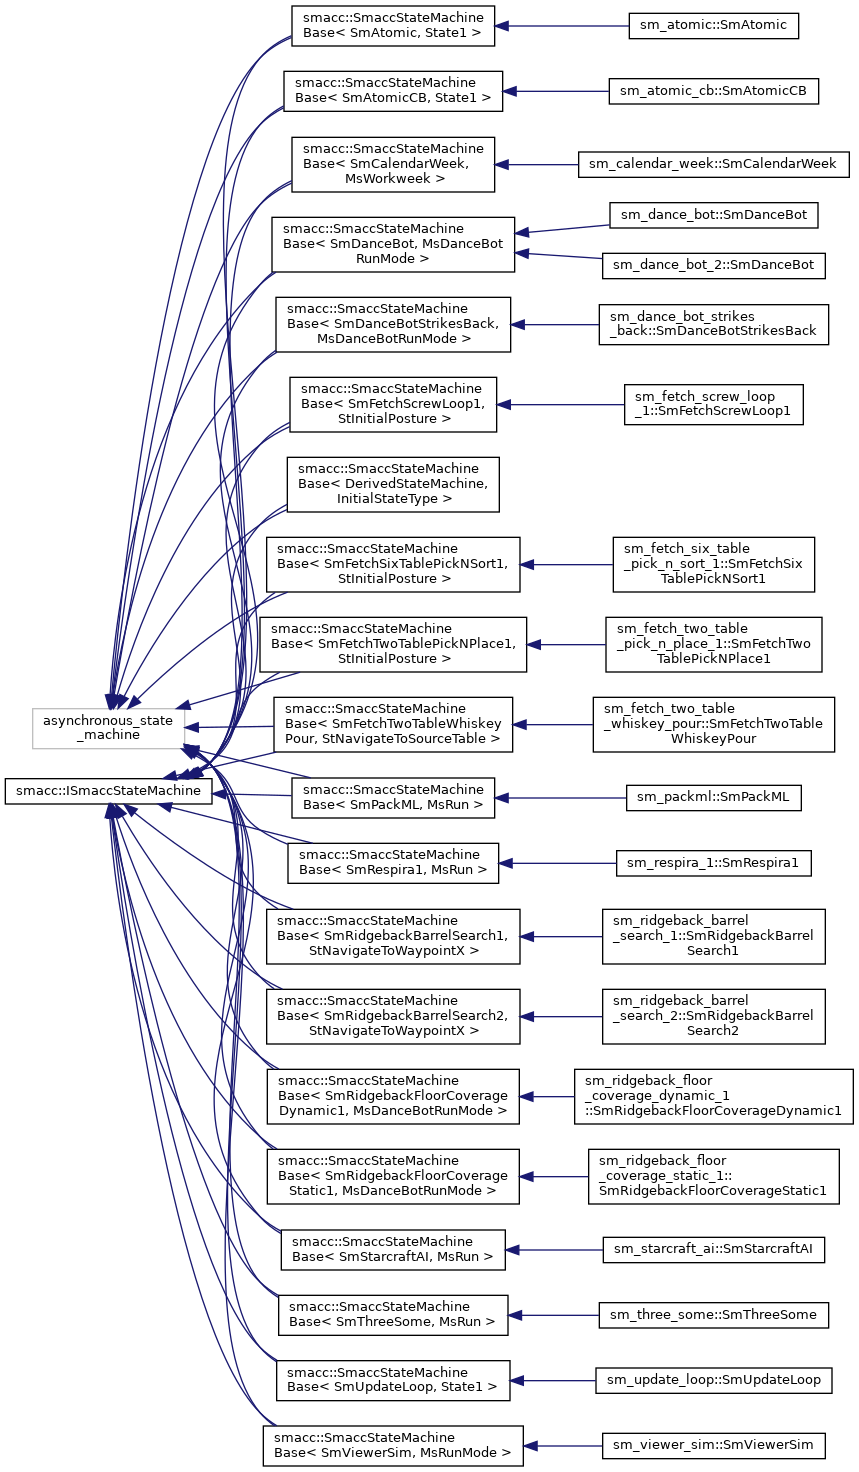 smacc::SmaccStateMachine
Base< SmAtomic, State1 >
sm_atomic::SmAtomic
smacc::SmaccStateMachine
Base< SmAtomicCB, State1 >
sm_atomic_cb::SmAtomicCB
smacc::SmaccStateMachine
Base< SmCalendarWeek,
MsWorkweek >
sm_calendar_week::SmCalendarWeek
smacc::SmaccStateMachine
Base< SmDanceBot, MsDanceBot
RunMode >
sm_dance_bot::SmDanceBot
sm_dance_bot_2::SmDanceBot
smacc::SmaccStateMachine
Base< SmDanceBotStrikesBack,
MsDanceBotRunMode >
sm_dance_bot_strikes
_back::SmDanceBotStrikesBack
smacc::SmaccStateMachine
Base< SmFetchScrewLoop1,
StInitialPosture >
sm_fetch_screw_loop
_1::SmFetchScrewLoop1
smacc::SmaccStateMachine
Base< DerivedStateMachine,
InitialStateType >
smacc::SmaccStateMachine
Base< SmFetchSixTablePickNSort1,
StInitialPosture >
sm_fetch_six_table
_pick_n_sort_1::SmFetchSix
TablePickNSort1
smacc::SmaccStateMachine
Base< SmFetchTwoTablePickNPlace1,
StInitialPosture >
sm_fetch_two_table
_pick_n_place_1::SmFetchTwo
TablePickNPlace1
asynchronous_state
_machine
smacc::SmaccStateMachine
Base< SmFetchTwoTableWhiskey
Pour, StNavigateToSourceTable >
sm_fetch_two_table
_whiskey_pour::SmFetchTwoTable
WhiskeyPour
smacc::ISmaccStateMachine
smacc::SmaccStateMachine
Base< SmPackML, MsRun >
sm_packml::SmPackML
smacc::SmaccStateMachine
Base< SmRespira1, MsRun >
sm_respira_1::SmRespira1
smacc::SmaccStateMachine
Base< SmRidgebackBarrelSearch1,
StNavigateToWaypointX >
sm_ridgeback_barrel
_search_1::SmRidgebackBarrel
Search1
smacc::SmaccStateMachine
Base< SmRidgebackBarrelSearch2,
StNavigateToWaypointX >
sm_ridgeback_barrel
_search_2::SmRidgebackBarrel
Search2
smacc::SmaccStateMachine
Base< SmRidgebackFloorCoverage
Dynamic1, MsDanceBotRunMode >
sm_ridgeback_floor
_coverage_dynamic_1
::SmRidgebackFloorCoverageDynamic1
smacc::SmaccStateMachine
Base< SmRidgebackFloorCoverage
Static1, MsDanceBotRunMode >
sm_ridgeback_floor
_coverage_static_1::
SmRidgebackFloorCoverageStatic1
smacc::SmaccStateMachine
Base< SmStarcraftAI, MsRun >
sm_starcraft_ai::SmStarcraftAI
smacc::SmaccStateMachine
Base< SmThreeSome, MsRun >
sm_three_some::SmThreeSome
smacc::SmaccStateMachine
Base< SmUpdateLoop, State1 >
sm_update_loop::SmUpdateLoop
smacc::SmaccStateMachine
Base< SmViewerSim, MsRunMode >
sm_viewer_sim::SmViewerSim